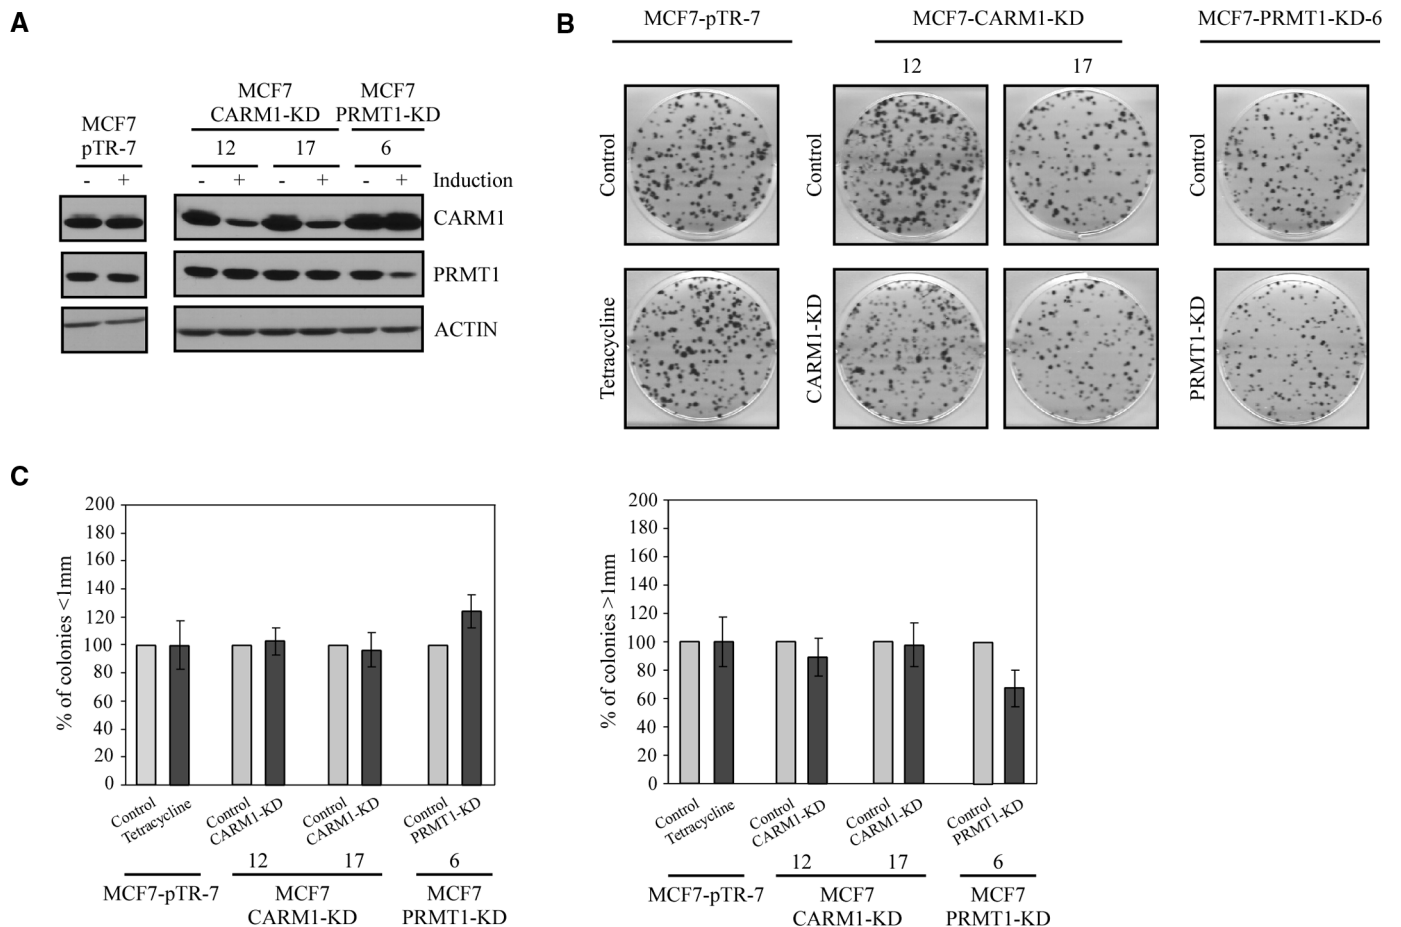 A
MCF7
pTR-7
MCF7
CARM1-KD
MCF7
PRMT1-KD
12
17
6
- + - + - + - + Induction
CARM1
PRMT1
ACTIN
B
MCF7-pTR-7
MCF7-CARM1-KD
MCF7-PRMT1-KD-6
12
17
Control
Control
Control
Tetracycline
CARM1-KD
PRMT1-KD
C
% of colonies <1mm
200
180
160
140
120
100
80
60
40
20
0
Control
Tetracycline
Control
CARM1-KD
Control
CARM1-KD
Control
PRMT1-KD
12
17
6
MCF7-pTR-7
MCF7
CARM1-KD
MCF7
PRMT1-KD
% of colonies >1mm
200
180
160
140
120
100
80
60
40
20
0
Control
Tetracycline
Control
CARM1-KD
Control
CARM1-KD
Control
PRMT1-KD
12
17
6
MCF7-pTR-7
MCF7
CARM1-KD
MCF7
PRMT1-KD